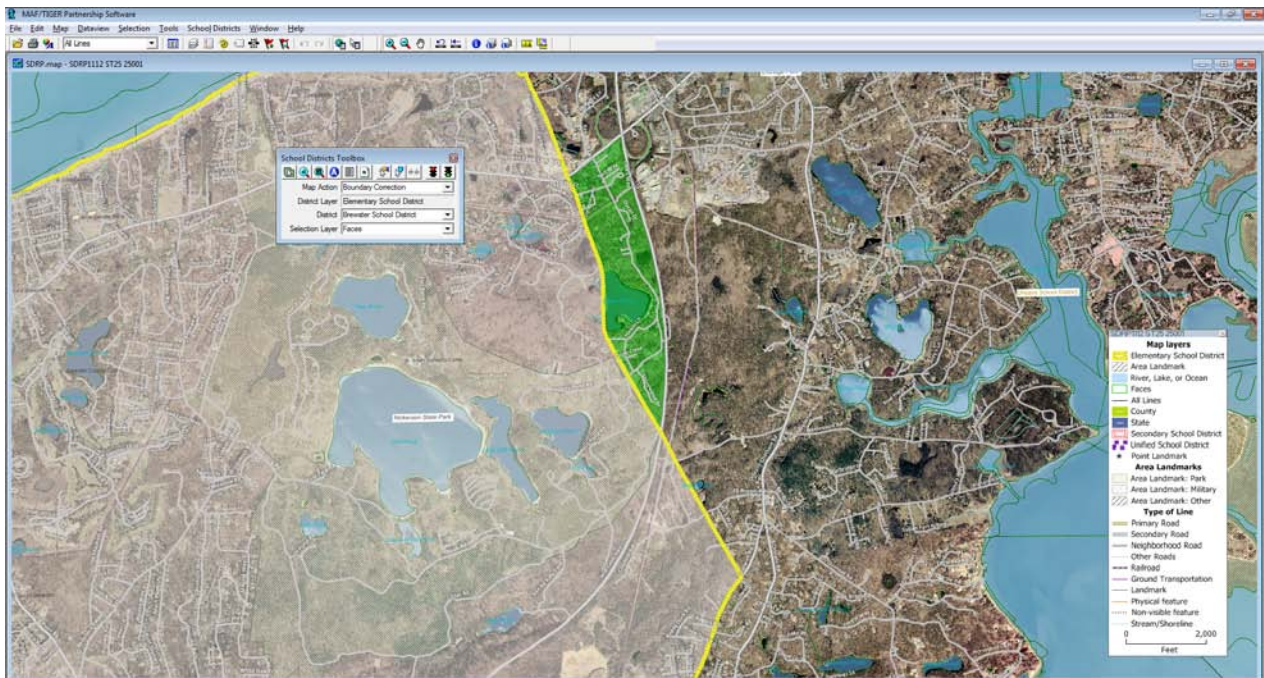 MAF/TIGER Partnership Software
File Edit Map Dataview Selection Tools School Districts Window Help
All Lines
SDRP.map - SDRP1112 ST25 25001
School Districts Toolbox
Map Action Boundary Correction
District Layer Elementary School District
District Brewster School District
Selection Layer Faces
Nickerson State Park
SDRP1112 ST25 25001
Map layers
Elementary School District
Area Landmark
River, Lake, or Ocean
Faces
All Lines
County
State
Secondary School District
Unified School District
Point Landmark
Area Landmarks
Area Landmark: Park
Area Landmark: Military
Area Landmark: Other
Type of Line
Primary Road
Secondary Road
Neighborhood Road
Other Roads
Railroad
Ground Transportation
Landmark
Physical feature
Non-visible feature
Stream/Shoreline
0 2,000
Feet